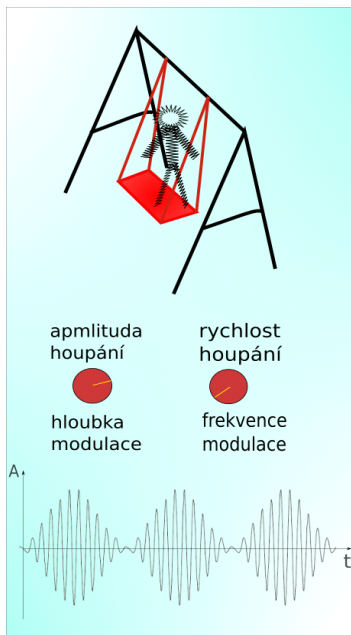 apmlituda
houpání
rychlost
houpání
hloubka
modulace
frekvence
modulace
A
t